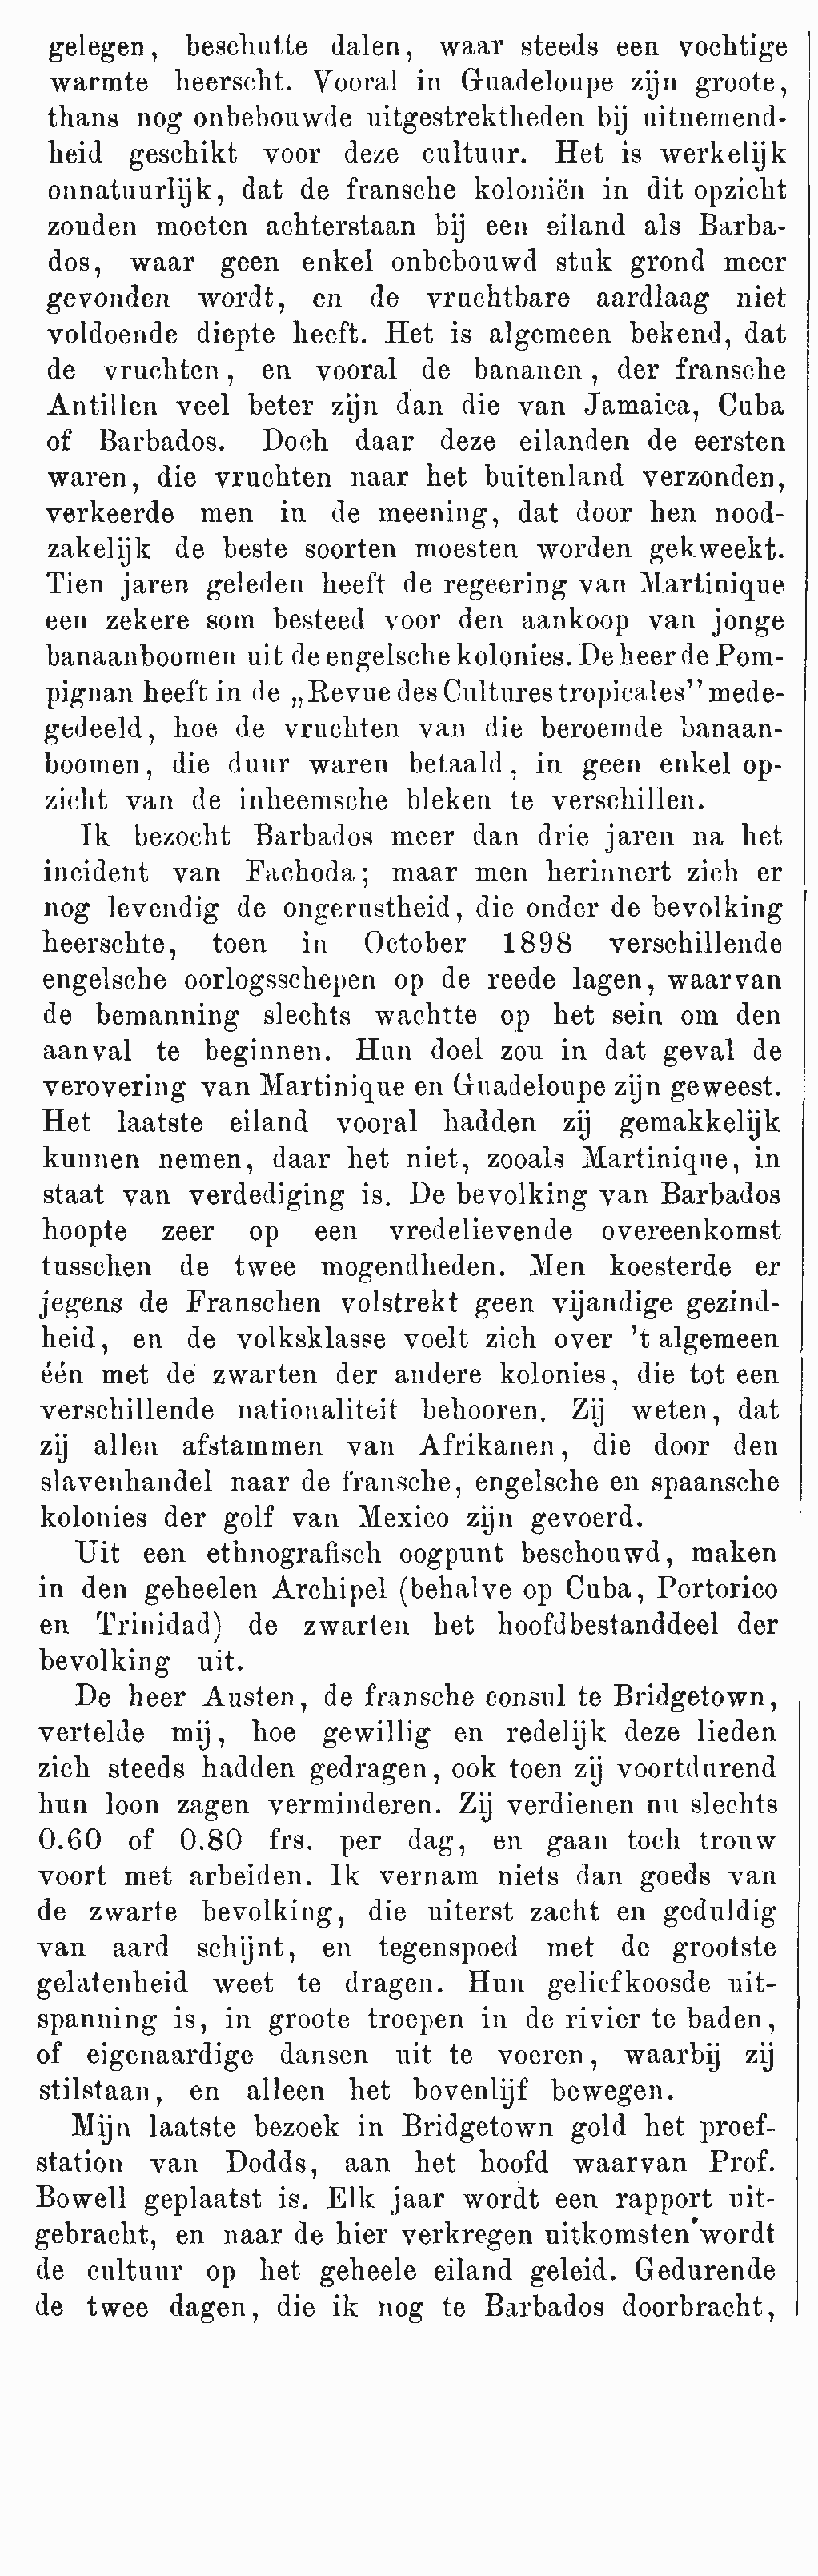 gelegen, beschutte dalen, waar steeds een vochtige
warmte heerscht. Vooral in Guadeloupe zijn groote,
thans nog onbebouwde uitgestrektheden bij uitnemend-
heid geschikt voor deze cultuur. Het is werkelijk
onnatuurlijk, dat de fransche koloniën in dit opzicht
zouden moeten achterstaan bij een eiland als Barba-
dos, waar geen enkel onbebouwd stuk grond meer
gevonden wordt, en de vruchtbare aardlaag niet
voldoende diepte heeft. Het is algemeen bekend, dat
de vruchten, en vooral de bananen, der fransche
Antillen veel beter zijn dan die van Jamaica, Cuba
of Barbados. Doch daar deze eilanden de eersten
waren, die vruchten naar het buitenland verzonden,
verkeerde men in de meening, dat door hen nood-
zakelijk de beste soorten moesten worden gekweekt.
Tien jaren geleden heeft de regeering van Martinique
een zekere som besteed voor den aankoop van jonge
banaanboomen uit de engelsche kolonies. De heer de Pom-
pignan heeft in de „Revue des Cultures tropicales” mede-
gedeeld, hoe de vruchten van die beroemde banaan-
boomen, die duur waren betaald, in geen enkel op-
zicht van de inheemsche bleken te verschillen.
Ik bezocht Barbados meer dan drie jaren na het
incident van Fachoda; maar men herinnert zich er
nog levendig de ongerustheid, die onder de bevolking
heerschte, toen in October 1898 verschillende
engelsche oorlogsschepen op de reede lagen, waarvan
de bemanning slechts wachtte op het sein om den
aanval te beginnen. Hun doel zou in dat geval de
verovering van Martinique en Guadeloupe zijn geweest.
Het laatste eiland vooral hadden zij gemakkelijk
kunnen nemen, daar het niet, zooals Martinique, in
staat van verdediging is. De bevolking van Barbados
hoopte zeer op een vredelievende overeenkomst
tusschen de twee mogendheden. Men koesterde er
jegens de Franschen volstrekt geen vijandige gezind-
heid, en de volksklasse voelt zich over ’t algemeen
één met de zwarten der andere kolonies, die tot een
verschillende nationaliteit behooren. Zij weten, dat
zij allen afstammen van Afrikanen, die door den
slavenhandel naar de fransche, engelsche en spaansche
kolonies der golf van Mexico zijn gevoerd.
Uit een ethnografisch oogpunt beschouwd, maken
in den geheelen Archipel (behalve op Cuba, Portorico
en Trinidad) de zwarten het hoofdbestanddeel der
bevolking uit.
De heer Austen, de fransche consul te Bridgetown,
vertelde mij, hoe gewillig en redelijk deze lieden
zich steeds hadden gedragen, ook toen zij voortdurend
hun loon zagen verminderen. Zij verdienen nu slechts
0.60 of 0.80 frs. per dag, en gaan toch trouw
voort met arbeiden. Ik vernam niets dan goeds van
de zwarte bevolking, die uiterst zacht en geduldig
van aard schijnt, en tegenspoed met de grootste
gelatenheid weet te dragen. Hun geliefkoosde uit-
spanning is, in groote troepen in de rivier te baden,
of eigenaardige dansen uit te voeren, waarbij zij
stilstaan, en alleen het bovenlijf bewegen.
Mijn laatste bezoek in Bridgetown gold het proef-
station van Dodds, aan het hoofd waarvan Prof.
Bowell geplaatst is. Elk jaar wordt een rapport uit-
gebracht, en naar de hier verkregen uitkomsten wordt
de cultuur op het geheele eiland geleid. Gedurende
de twee dagen, die ik nog te Barbados doorbracht,